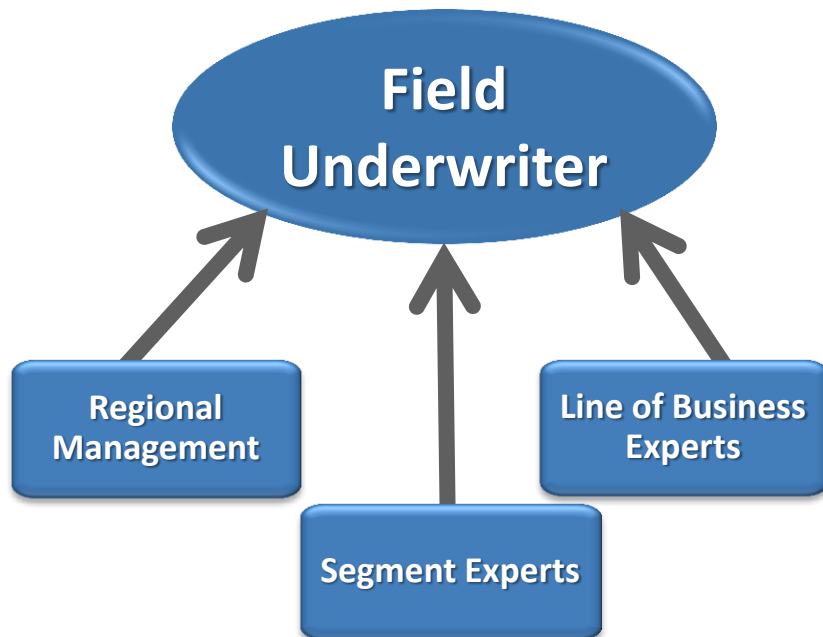 Field
Underwriter
Regional
Management
Line of Business
Experts
Segment Experts